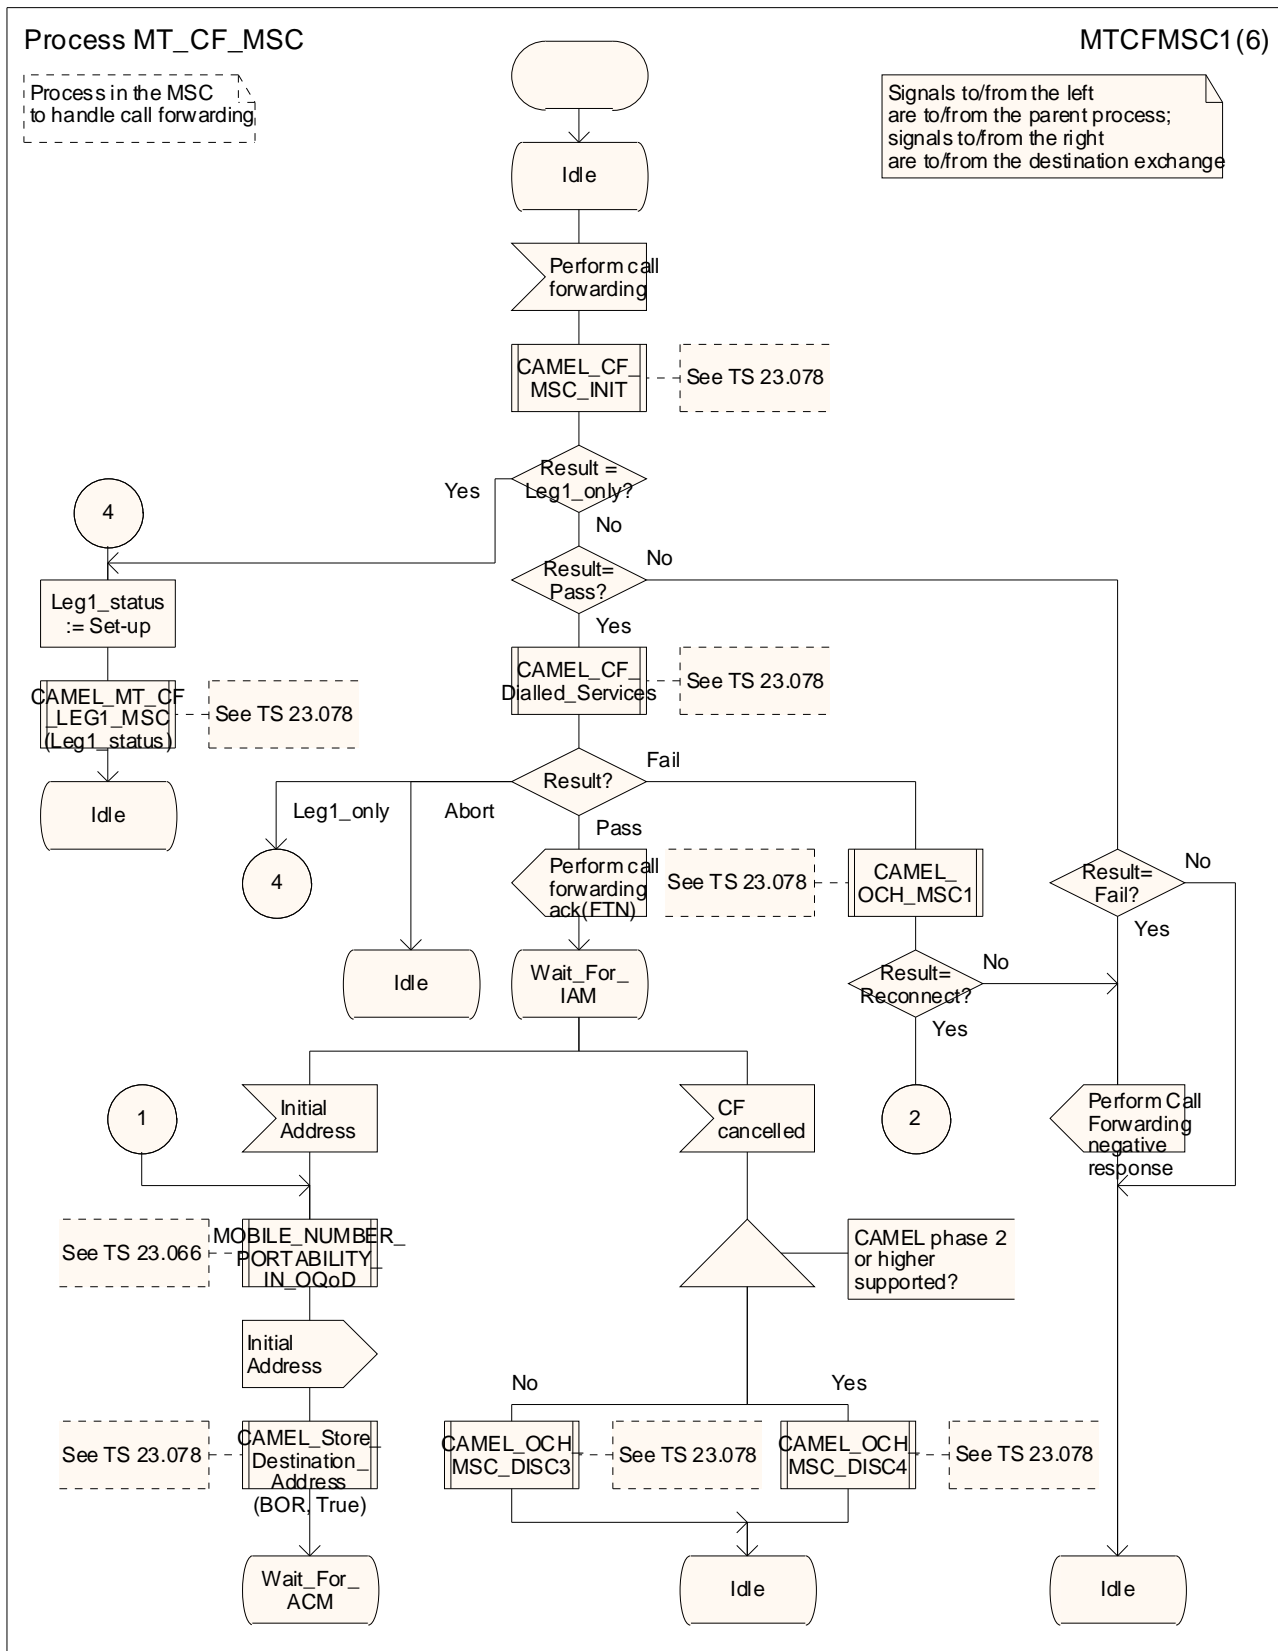 Process MT_CF_MSC
MTCFMSC1(6)
Process in the MSC
to handle call forwarding
Signals to/from the left
are to/from the parent process;
signals to/from the right
are to/from the destination exchange
Idle
Perform call
forwarding
CAMEL_CF_
MSC_INIT
See TS 23.078
Result =
Leg1_only?
Yes
No
4
Result=
Pass?
No
Yes
Leg1_status
:= Set-up
CAMEL_CF_
Dialled_Services
See TS 23.078
CAMEL_MT_CF
_LEG1_MSC
(Leg1_status)
See TS 23.078
Idle
Result?
Fail
Leg1_only
Abort
Pass
4
Perform call
forwarding
ack(FTN)
See TS 23.078
CAMEL_
OCH_MSC1
Result=
Fail?
No
Yes
Idle
Wait_For_
IAM
Result=
Reconnect?
No
Yes
1
Initial
Address
CF
cancelled
2
Perform Call
Forwarding
negative
response
See TS 23.066
MOBILE_NUMBER_
PORTABILITY_
IN_OQoD
CAMEL phase 2
or higher
supported?
Initial
Address
No
Yes
See TS 23.078
CAMEL_Store_
Destination_
Address
(BOR, True)
CAMEL_OCH_
MSC_DISC3
See TS 23.078
CAMEL_OCH_
MSC_DISC4
See TS 23.078
Wait_For_
ACM
Idle
Idle